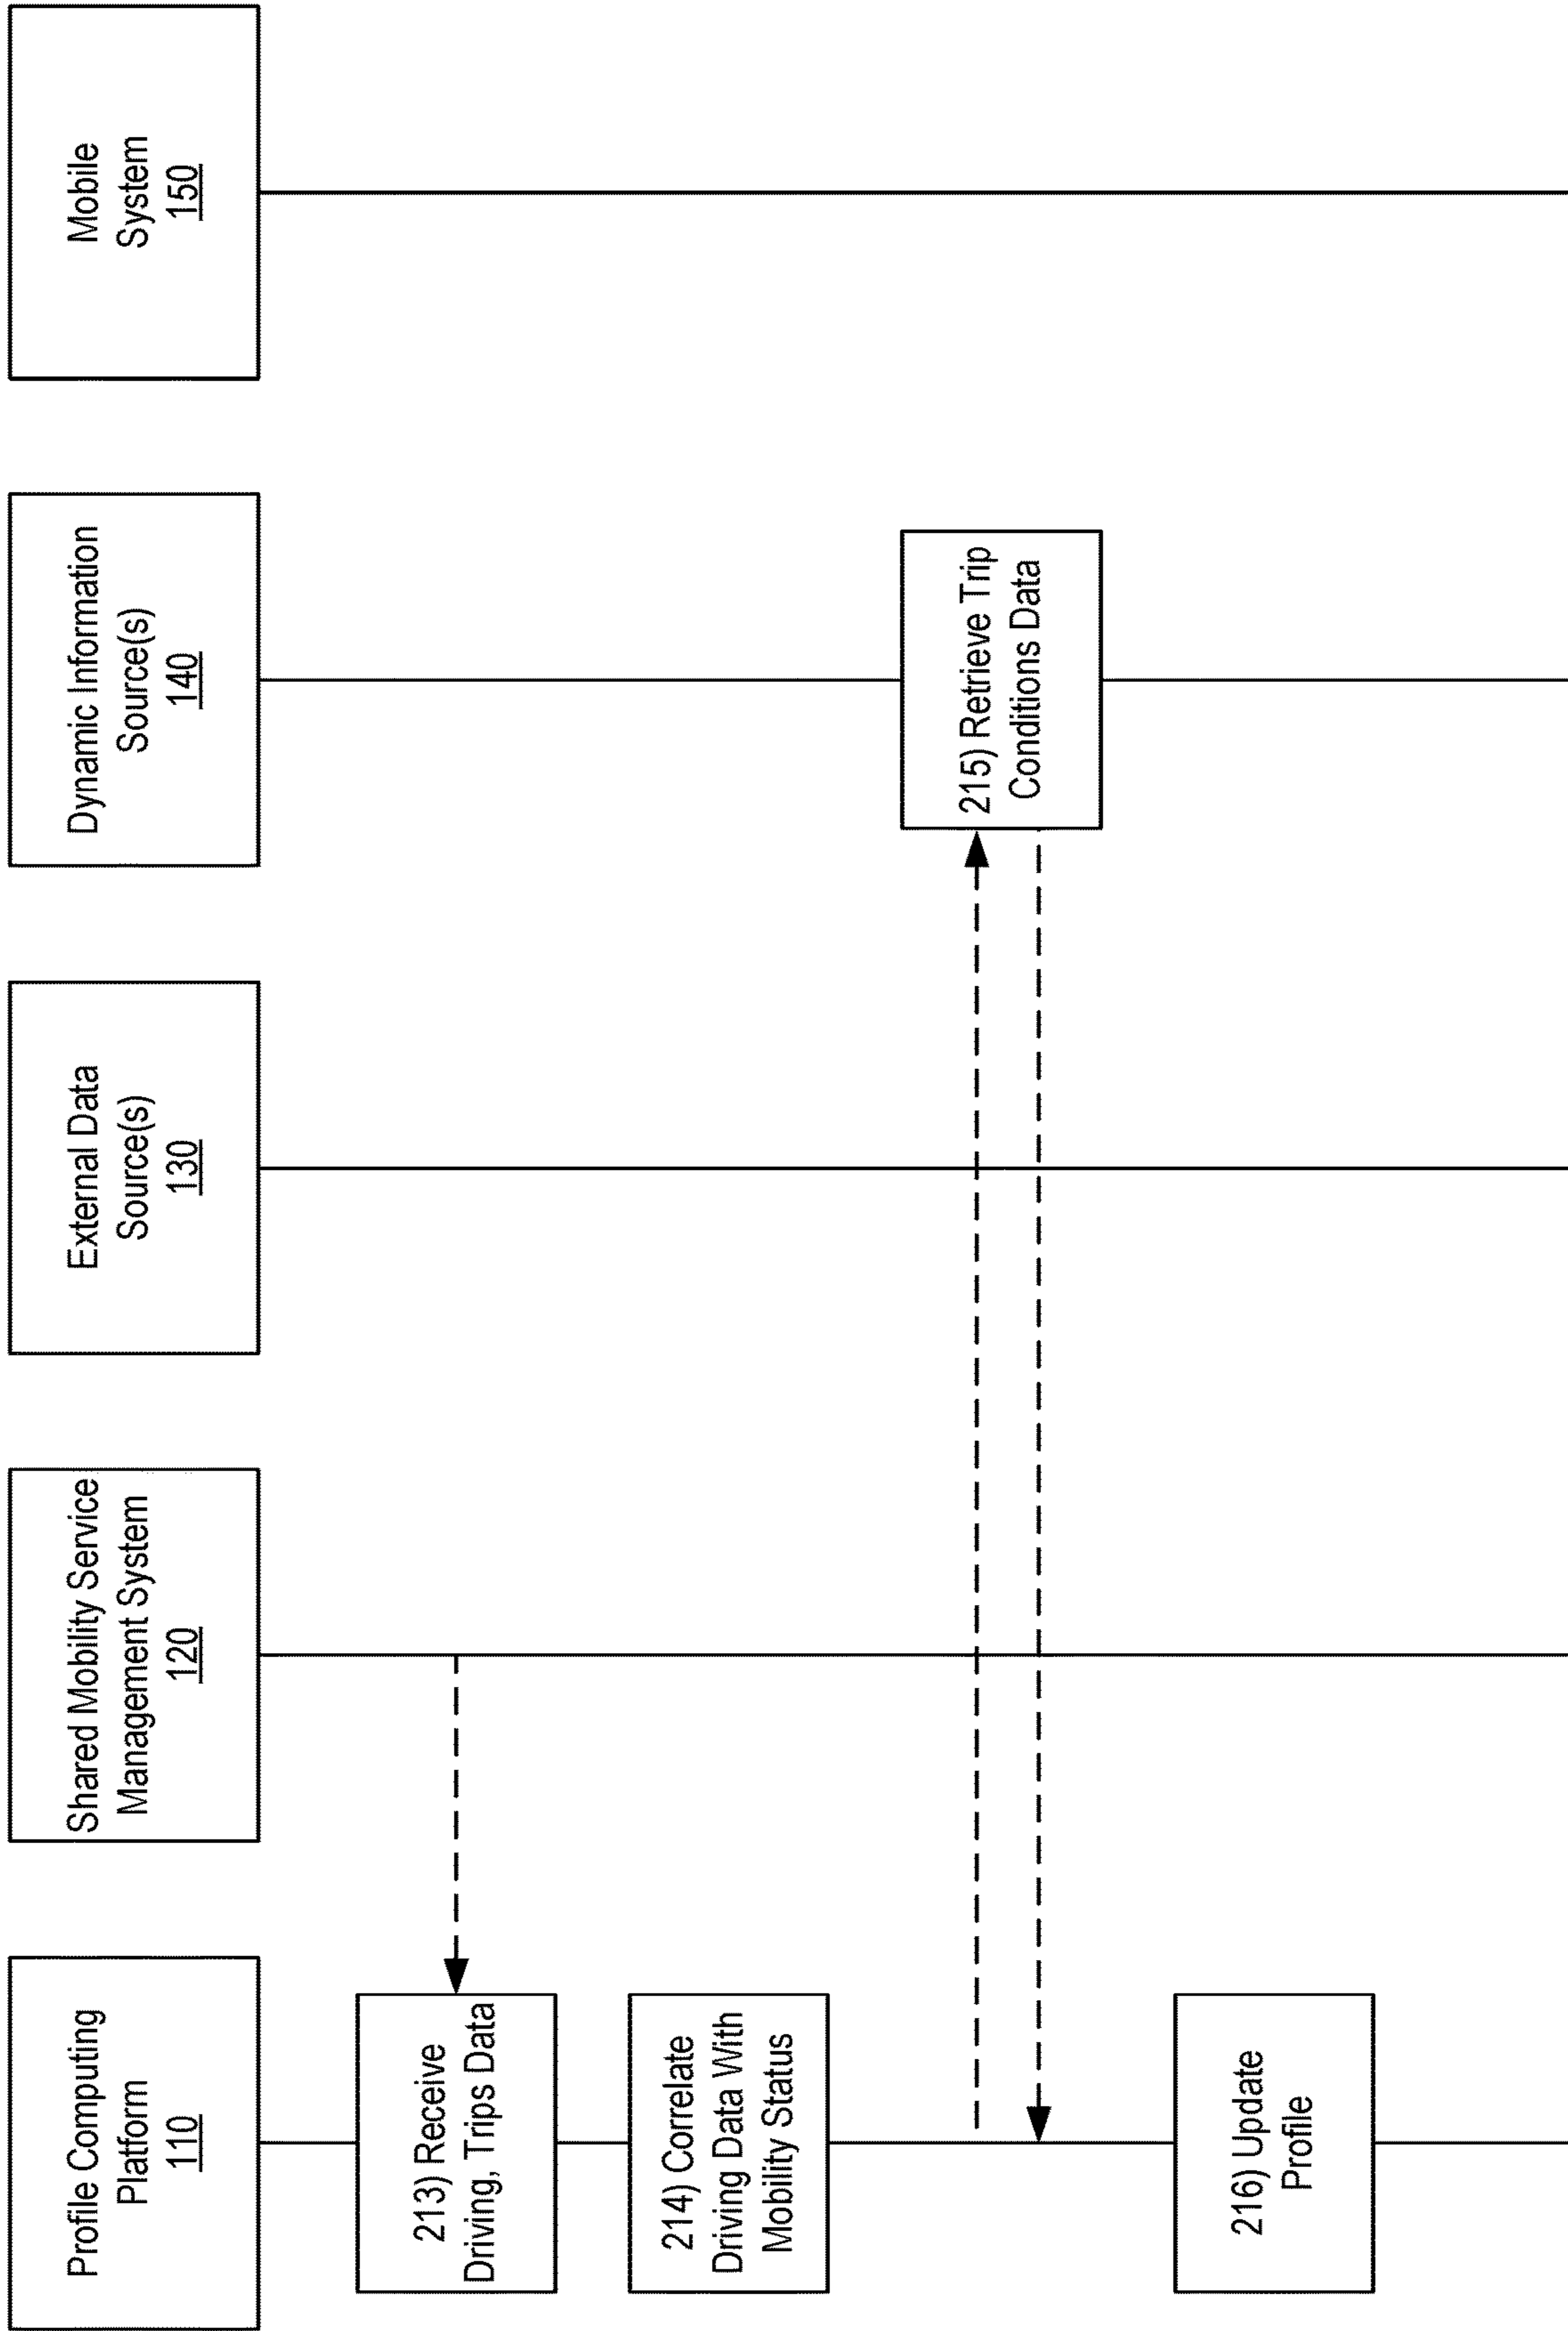 Profile Computing
Platform
110
Shared Mobility Service
Management System
120
External Data
Source(s)
130
Dynamic Information
Source(s)
140
Mobile
System
150
213) Receive
Driving, Trips Data
214) Correlate
Driving Data With
Mobility Status
215) Retrieve Trip
Conditions Data
216) Update
Profile